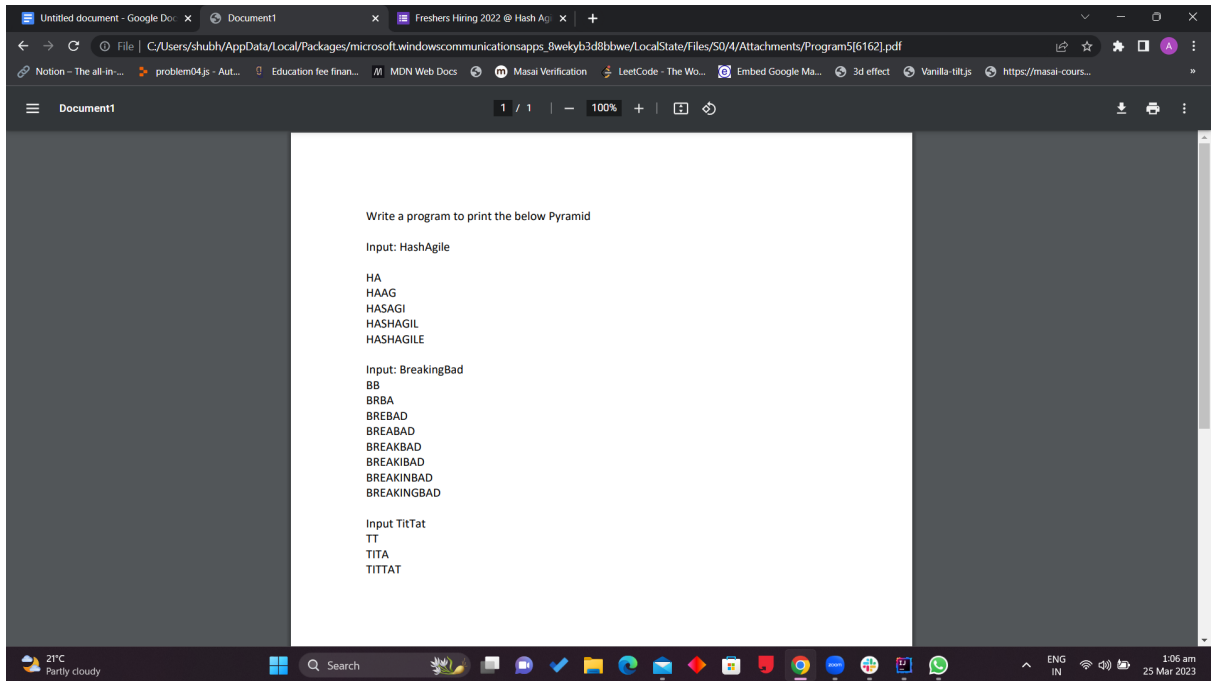 Untitled document - Google Doc
Document1
Freshers Hiring 2022 @ Hash Agi
File | C:/Users/shubh/AppData/Local/Packages/microsoft.windowscommunicationsapps_8wekyb3d8bbwe/LocalState/Files/S0/4/Attachments/Program5[6162].pdf
A
Notion – The all-in-... problem04.js - Aut... Education fee finan... MDN Web Docs Masai Verification LeetCode - The Wo... Embed Google Ma... 3d effect Vanilla-tilt.js https://masai-cours... »
Document1 1 / 1 | — 100% + |
Write a program to print the below Pyramid
Input: HashAgile
HA
HAAG
HASAGI
HASHAGIL
HASHAGILE
Input: BreakingBad
BB
BRBA
BREBAD
BREABAD
BREAKBAD
BREAKIBAD
BREAKINBAD
BREAKINGBAD
Input TitTat
TT
TITA
TITTAT
21°C
Partly cloudy
Search
zoom
ENG
IN
1:06 am
25 Mar 2023